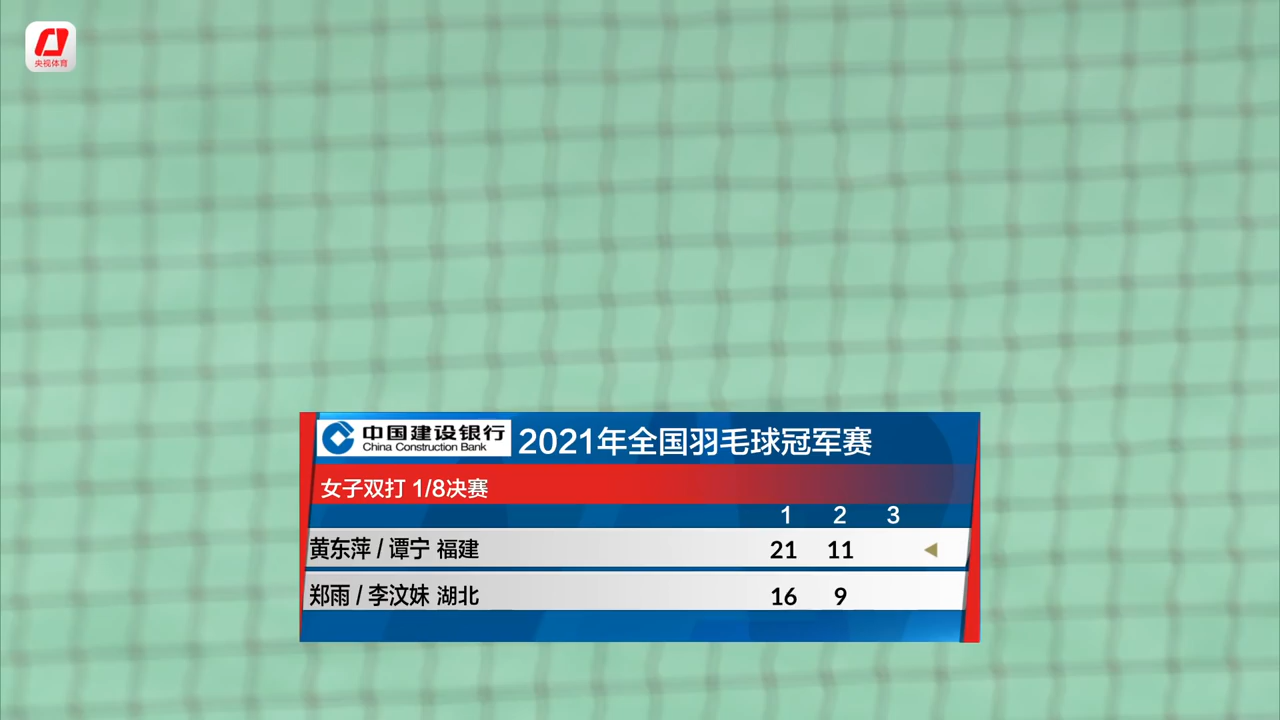 央视体育
中国建设银行
China Construction Bank
2021年全国羽毛球冠军赛
女子双打 1/8决赛
1 2 3
黄东萍 / 谭宁 福建 21 11
郑雨 / 李汶妹 湖北 16 9